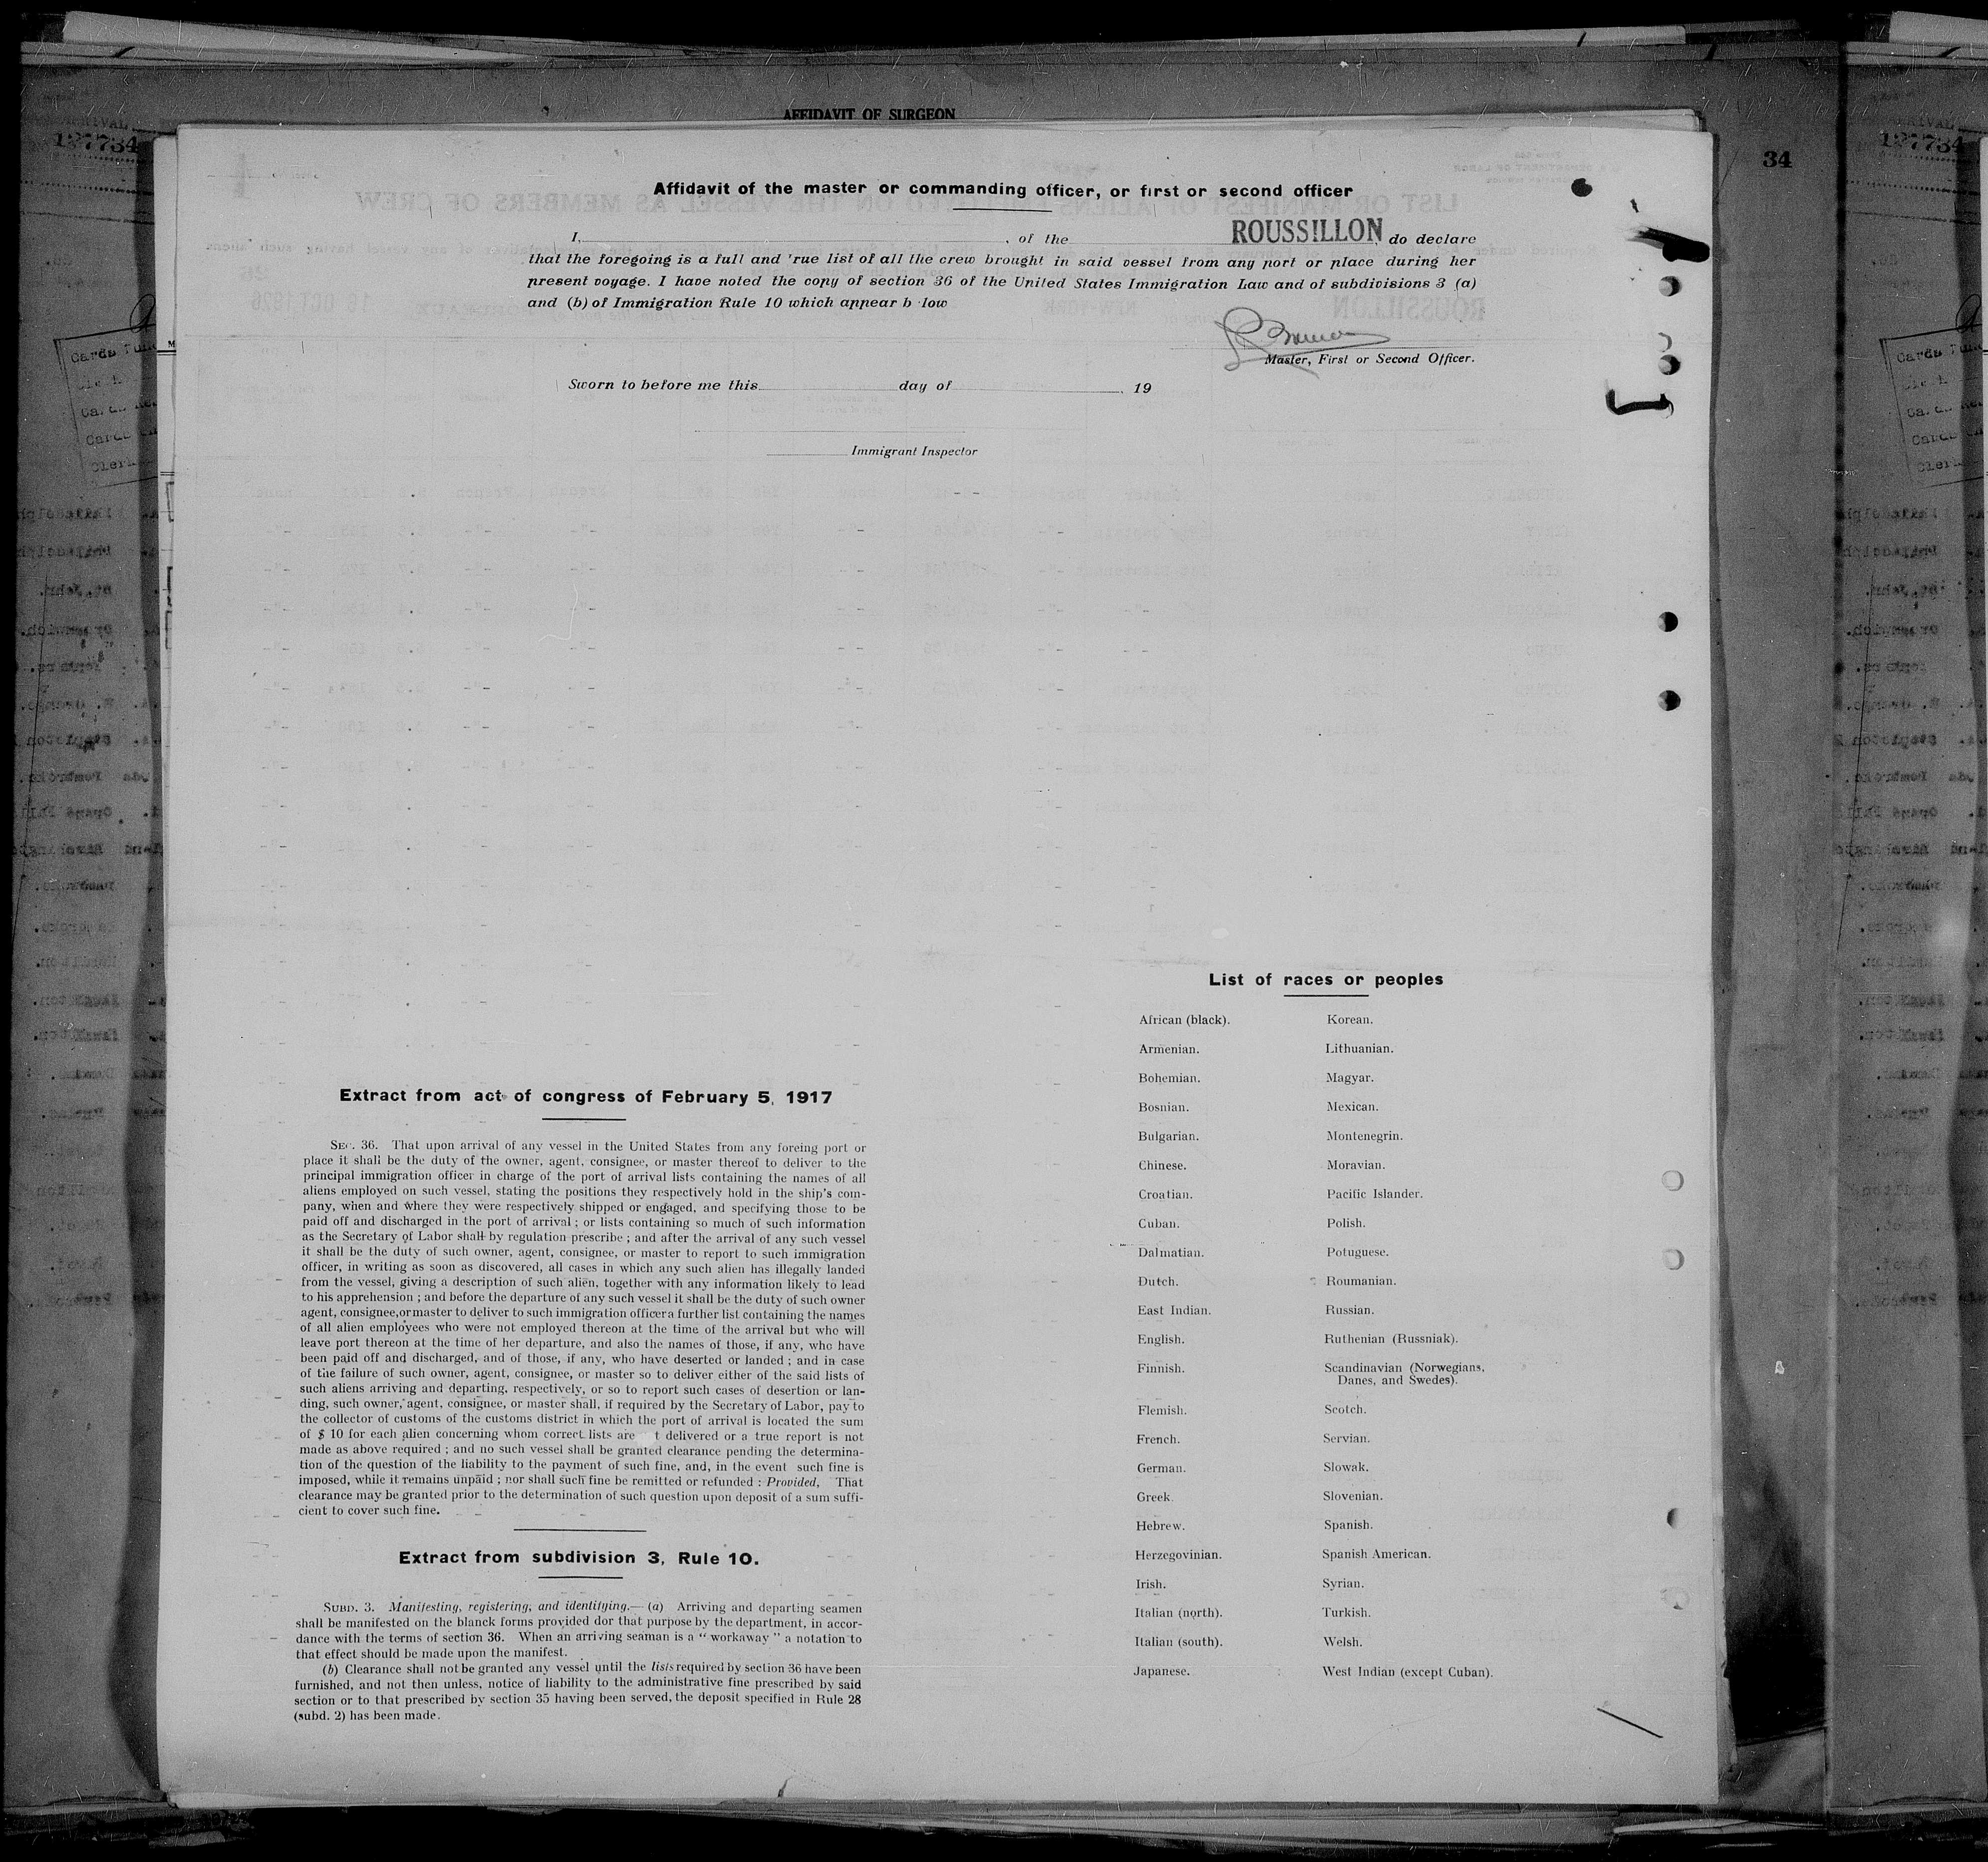 AFFIDAVIT OF SURGEON
127734
34
Affidavit of the master or commanding officer, or first or second officer
I, , of the ROUSSILLON do declare
that the foregoing is a full and 'rue list of all the crew brought in said vessel from any port or place during her
present voyage. I have noted the copy of section 36 of the United States Immigration Law and of subdivisions 3 (a)
and (b) of Immigration Rule 10 which appear b low
Master, First or Second Officer.
Sworn to before me this day of , 19
Immigrant Inspector
Extract from act of congress of February 5, 1917
SEC. 36. That upon arrival of any vessel in the United States from any foreing port or
place it shall be the duty of the owner, agent, consignee, or master thereof to deliver to the
principal immigration officer in charge of the port of arrival lists containing the names of all
aliens employed on such vessel, stating the positions they respectively hold in the ship's com-
pany, when and where they were respectively shipped or engaged, and specifying those to be
paid off and discharged in the port of arrival ; or lists containing so much of such information
as the Secretary of Labor shall by regulation prescribe ; and after the arrival of any such vessel
it shall be the duty of such owner, agent, consignee, or master to report to such immigration
officer, in writing as soon as discovered, all cases in which any such alien has illegally landed
from the vessel, giving a description of such alien, together with any information likely to lead
to his apprehension ; and before the departure of any such vessel it shall be the duty of such owner
agent, consignee, or master to deliver to such immigration officer a further list containing the names
of all alien employees who were not employed thereon at the time of the arrival but who will
leave port thereon at the time of her departure, and also the names of those, if any, who have
been paid off and discharged, and of those, if any, who have deserted or landed ; and in case
of the failure of such owner, agent, consignee, or master so to deliver either of the said lists of
such aliens arriving and departing, respectively, or so to report such cases of desertion or lan-
ding, such owner, agent, consignee, or master shall, if required by the Secretary of Labor, pay to
the collector of customs of the customs district in which the port of arrival is located the sum
of $ 10 for each alien concerning whom correct lists are t delivered or a true report is not
made as above required ; and no such vessel shall be granted clearance pending the determina-
tion of the question of the liability to the payment of such fine, and, in the event such fine is
imposed, while it remains unpaid ; nor shall such fine be remitted or refunded : Provided, That
clearance may be granted prior to the determination of such question upon deposit of a sum suffi-
cient to cover such fine.
Extract from subdivision 3, Rule 10.
SUBD. 3. Manifesting, registering, and identifying.— (a) Arriving and departing seamen
shall be manifested on the blanck forms provided dor that purpose by the department, in accor-
dance with the terms of section 36. When an arriving seaman is a " workaway " a notation to
that effect should be made upon the manifest.
(b) Clearance shall not be granted any vessel until the lists required by section 36 have been
furnished, and not then unless, notice of liability to the administrative fine prescribed by said
section or to that prescribed by section 35 having been served, the deposit specified in Rule 28
(subd. 2) has been made.
List of races or peoples
African (black). Korean.
Armenian. Lithuanian.
Bohemian. Magyar.
Bosnian. Mexican.
Bulgarian. Montenegrin.
Chinese. Moravian.
Croatian. Pacific Islander.
Cuban. Polish.
Dalmatian. Potuguese.
Dutch. Roumanian.
East Indian. Russian.
English. Ruthenian (Russniak).
Finnish. Scandinavian (Norwegians,
Danes, and Swedes).
Flemish. Scotch.
French. Servian.
German. Slowak.
Greek. Slovenian.
Hebrew. Spanish.
Herzegovinian. Spanish American.
Irish. Syrian.
Italian (north). Turkish.
Italian (south). Welsh.
Japanese. West Indian (except Cuban).